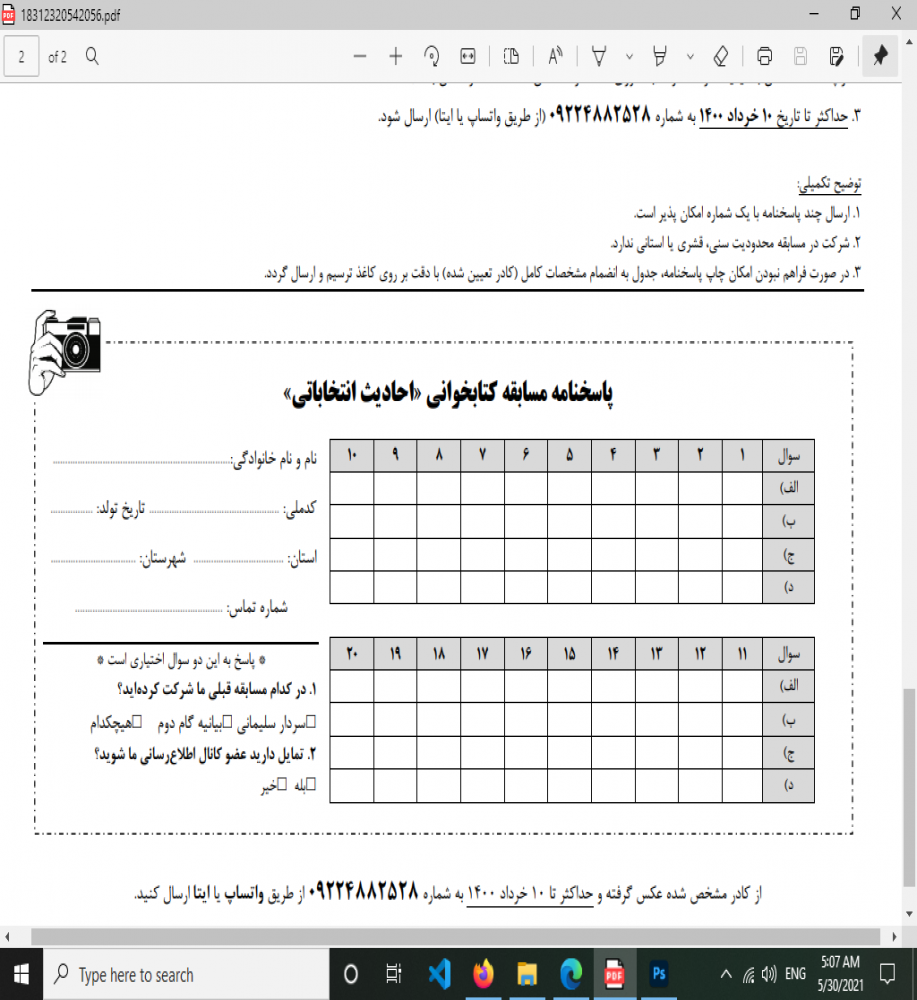 18312320542056.pdf
2 of 2
۳. حداکثر تا تاریخ ۱۰ خرداد ۱۴۰۰ به شماره ۰۹۲۲۴۸۸۲۵۲۸ (از طریق واتساپ یا ایتا) ارسال شود.
توضیح تکمیلی:
۱. ارسال چند پاسخنامه با یک شماره امکان پذیر است.
۲. شرکت در مسابقه محدودیت سنی، قشری یا استانی ندارد.
۳. در صورت فراهم نبودن امکان چاپ پاسخنامه، جدول به انضمام مشخصات کامل (کادر تعیین شده) با دقت بر روی کاغذ ترسیم و ارسال گردد.
پاسخنامه مسابقه کتابخوانی «احادیث انتخاباتی»
سوال ۱ ۲ ۳ ۴ ۵ ۶ ۷ ۸ ۹ ۱۰
الف)
ب)
ج)
د)
نام و نام خانوادگی:
کدملی: تاریخ تولد:
استان: شهرستان:
شماره تماس:
سوال ۱۱ ۱۲ ۱۳ ۱۴ ۱۵ ۱۶ ۱۷ ۱۸ ۱۹ ۲۰
الف)
ب)
ج)
د)
* پاسخ به این دو سوال اختیاری است *
۱. در کدام مسابقه قبلی ما شرکت کرده‌اید؟
□سردار سلیمانی □بیانیه گام دوم □هیچکدام
۲. تمایل دارید عضو کانال اطلاع‌رسانی ما شوید؟
□بله □خیر
از کادر مشخص شده عکس گرفته و حداکثر تا ۱۰ خرداد ۱۴۰۰ به شماره ۰۹۲۲۴۸۸۲۵۲۸ از طریق واتساپ یا ایتا ارسال کنید.
Type here to search
PDF
Ps
ENG
5:07 AM
5/30/2021